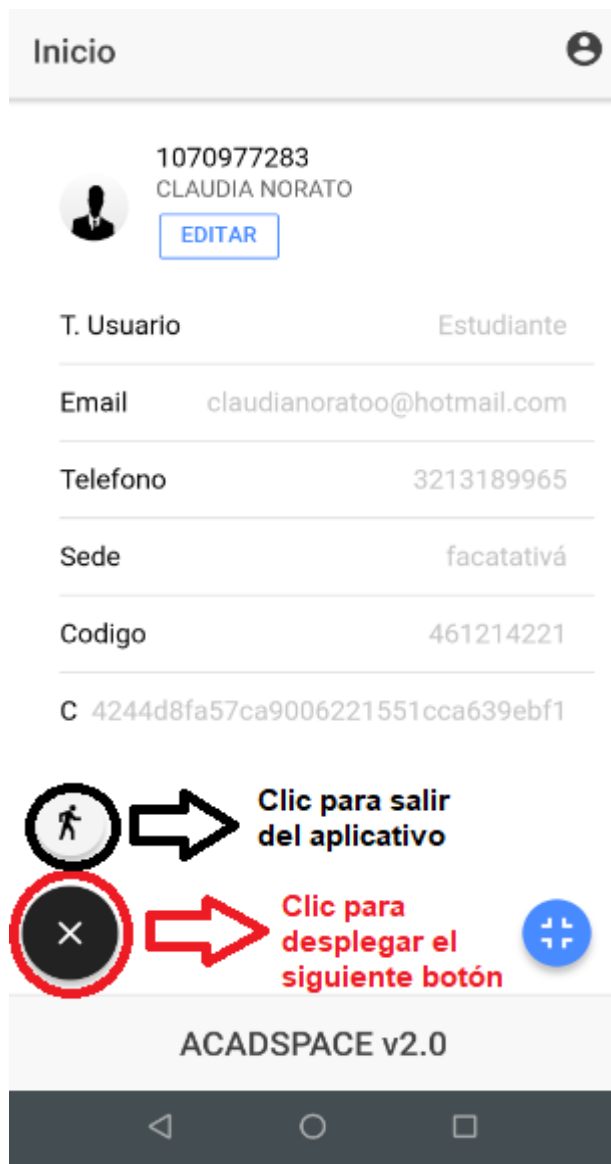 Inicio
1070977283
CLAUDIA NORATO
EDITAR
T. Usuario Estudiante
Email claudianoratoo@hotmail.com
Telefono 3213189965
Sede facatativá
Codigo 461214221
C 4244d8fa57ca9006221551cca639ebf1
Clic para salir
del aplicativo
Clic para
desplegar el
siguiente botón
ACADSPACE v2.0